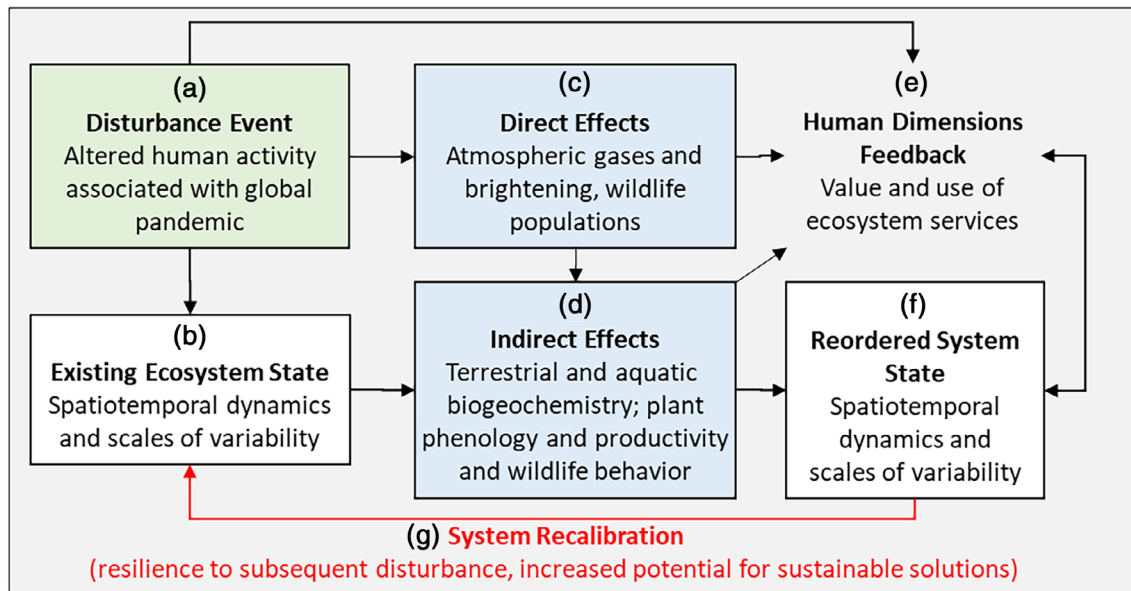 (a)
Disturbance Event
Altered human activity
associated with global
pandemic
(c)
Direct Effects
Atmospheric gases and
brightening, wildlife
populations
(e)
Human Dimensions
Feedback
Value and use of
ecosystem services
(b)
Existing Ecosystem State
Spatiotemporal dynamics
and scales of variability
(d)
Indirect Effects
Terrestrial and aquatic
biogeochemistry; plant
phenology and productivity
and wildlife behavior
(f)
Reordered System
State
Spatiotemporal
dynamics and
scales of variability
(g) System Recalibration
(resilience to subsequent disturbance, increased potential for sustainable solutions)